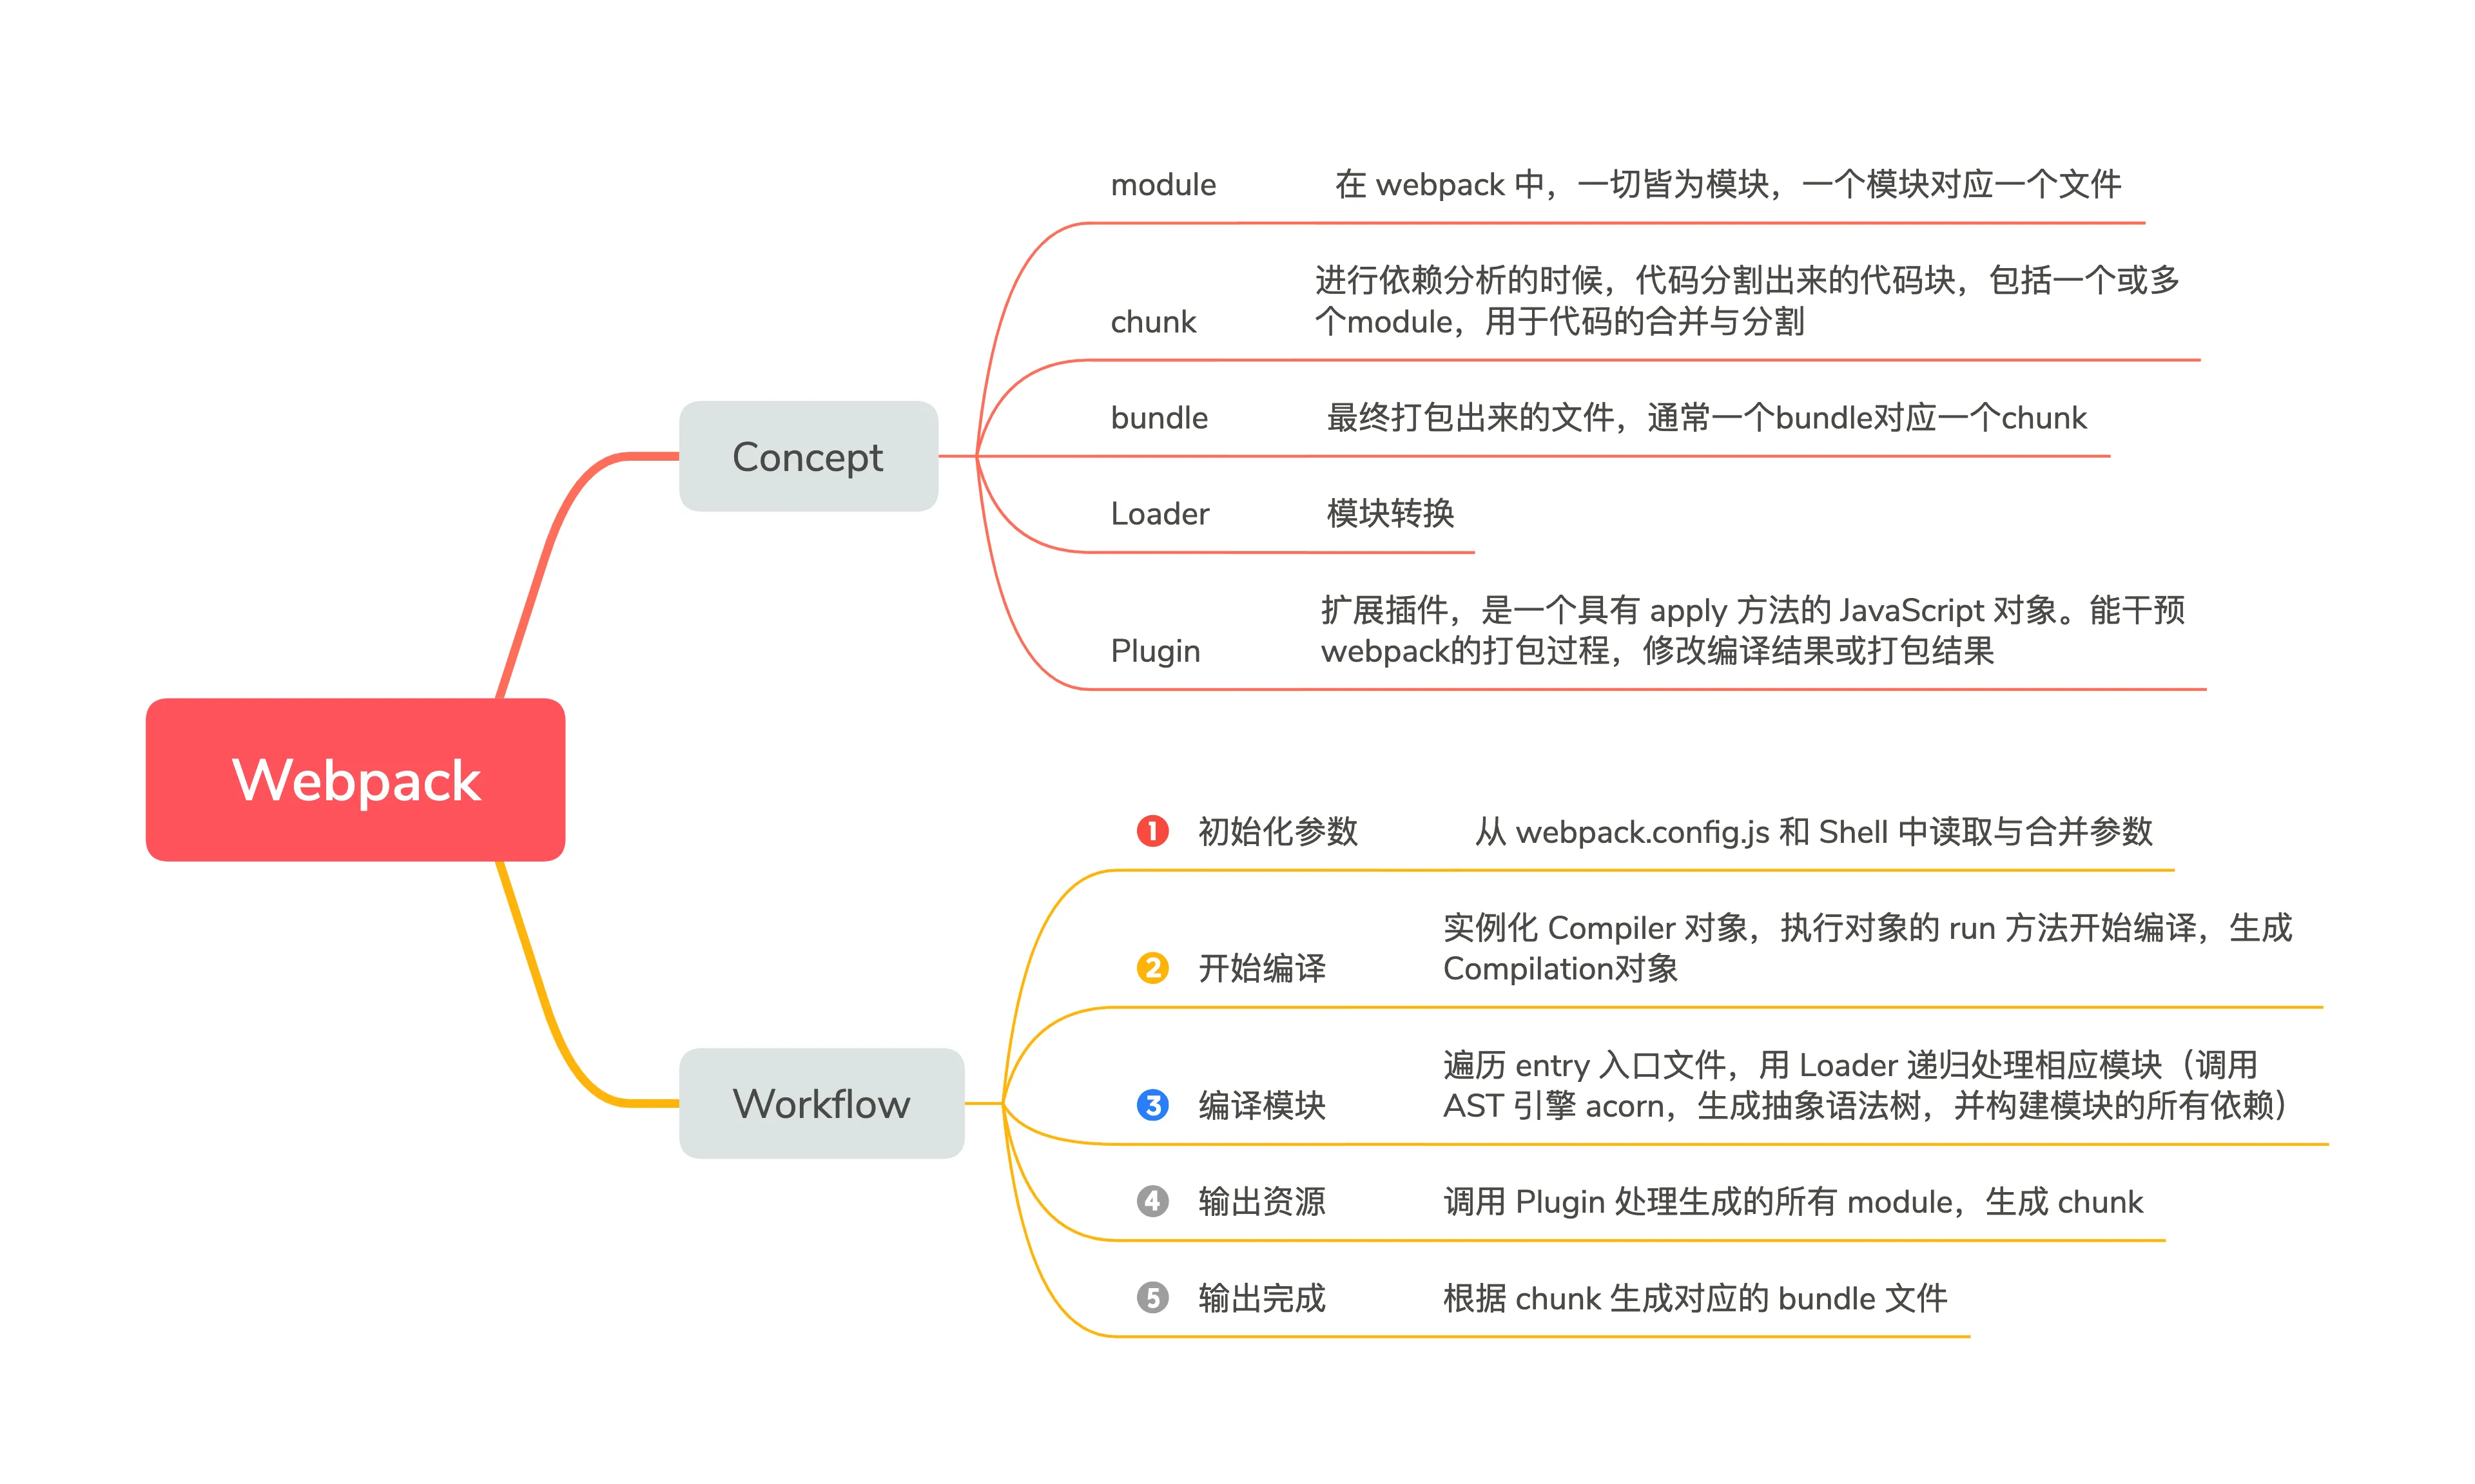 Webpack
Concept
module 在 webpack 中，一切皆为模块，一个模块对应一个文件
chunk 进行依赖分析的时候，代码分割出来的代码块，包括一个或多
个module，用于代码的合并与分割
bundle 最终打包出来的文件，通常一个bundle对应一个chunk
Loader 模块转换
Plugin 扩展插件，是一个具有 apply 方法的 JavaScript 对象。能干预
webpack的打包过程，修改编译结果或打包结果
Workflow
1 初始化参数 从 webpack.config.js 和 Shell 中读取与合并参数
2 开始编译 实例化 Compiler 对象，执行对象的 run 方法开始编译，生成
Compilation对象
3 编译模块 遍历 entry 入口文件，用 Loader 递归处理相应模块（调用
AST 引擎 acorn，生成抽象语法树，并构建模块的所有依赖）
4 输出资源 调用 Plugin 处理生成的所有 module，生成 chunk
5 输出完成 根据 chunk 生成对应的 bundle 文件